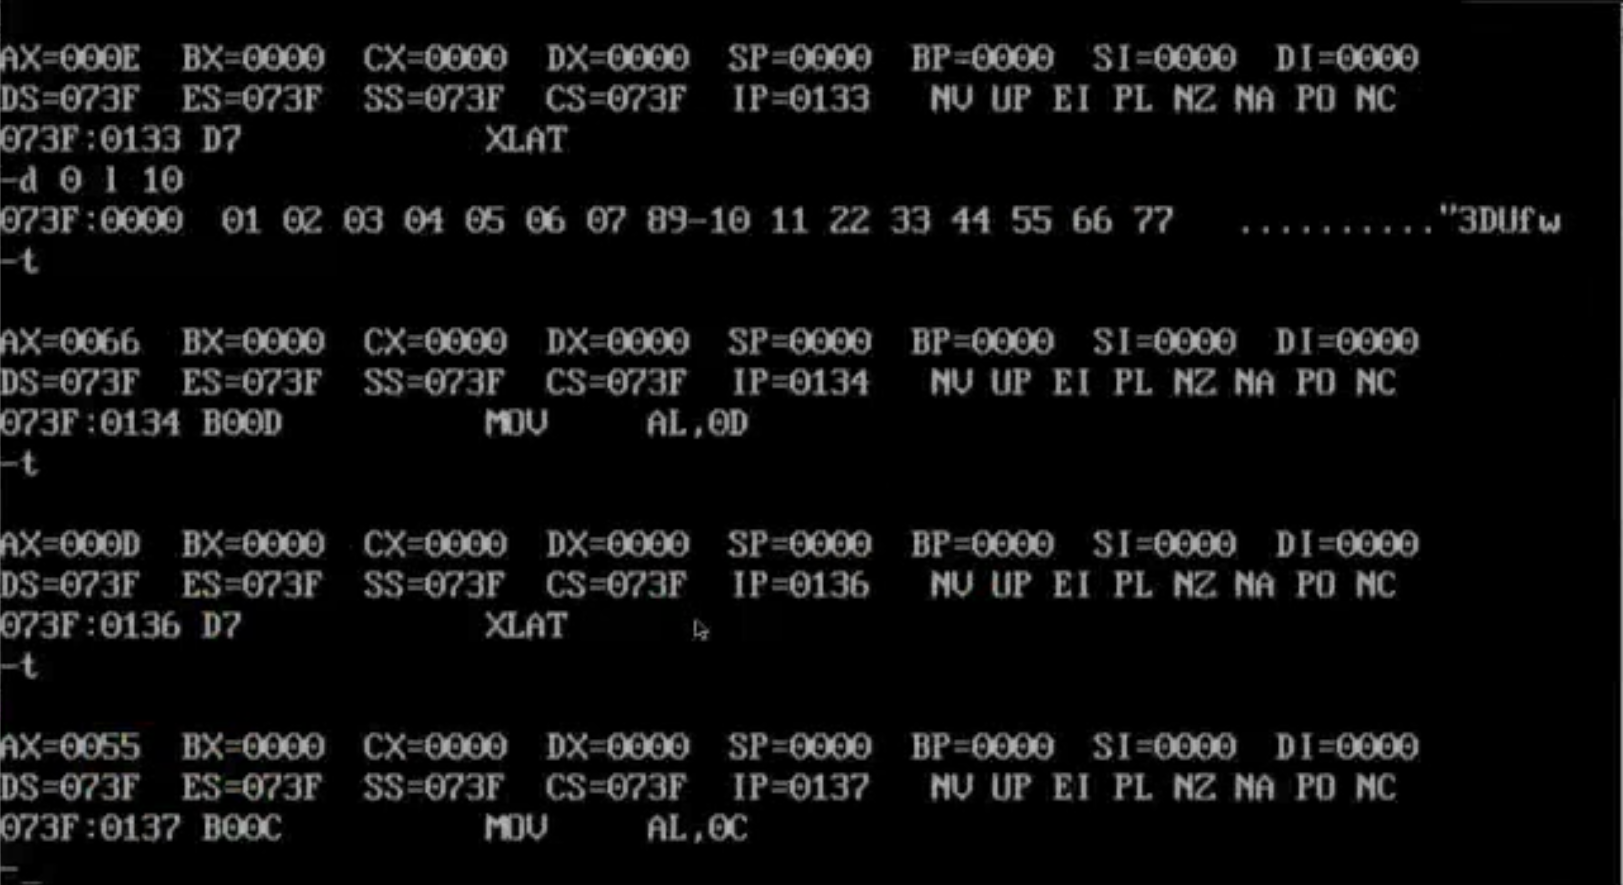 AX=000E  BX=0000  CX=0000  DX=0000  SP=0000  BP=0000  SI=0000  DI=0000
DS=073F  ES=073F  SS=073F  CS=073F  IP=0133   NV UP EI PL NZ NA PO NC
073F:0133 D7            XLAT
-d 0 l 10
073F:0000  01 02 03 04 05 06 07 89-10 11 22 33 44 55 66 77   .........."3DUfw
-t
AX=0066  BX=0000  CX=0000  DX=0000  SP=0000  BP=0000  SI=0000  DI=0000
DS=073F  ES=073F  SS=073F  CS=073F  IP=0134   NV UP EI PL NZ NA PO NC
073F:0134 B00D          MOV     AL,0D
-t
AX=000D  BX=0000  CX=0000  DX=0000  SP=0000  BP=0000  SI=0000  DI=0000
DS=073F  ES=073F  SS=073F  CS=073F  IP=0136   NV UP EI PL NZ NA PO NC
073F:0136 D7            XLAT
-t
AX=0055  BX=0000  CX=0000  DX=0000  SP=0000  BP=0000  SI=0000  DI=0000
DS=073F  ES=073F  SS=073F  CS=073F  IP=0137   NV UP EI PL NZ NA PO NC
073F:0137 B00C          MOV     AL,0C
-_